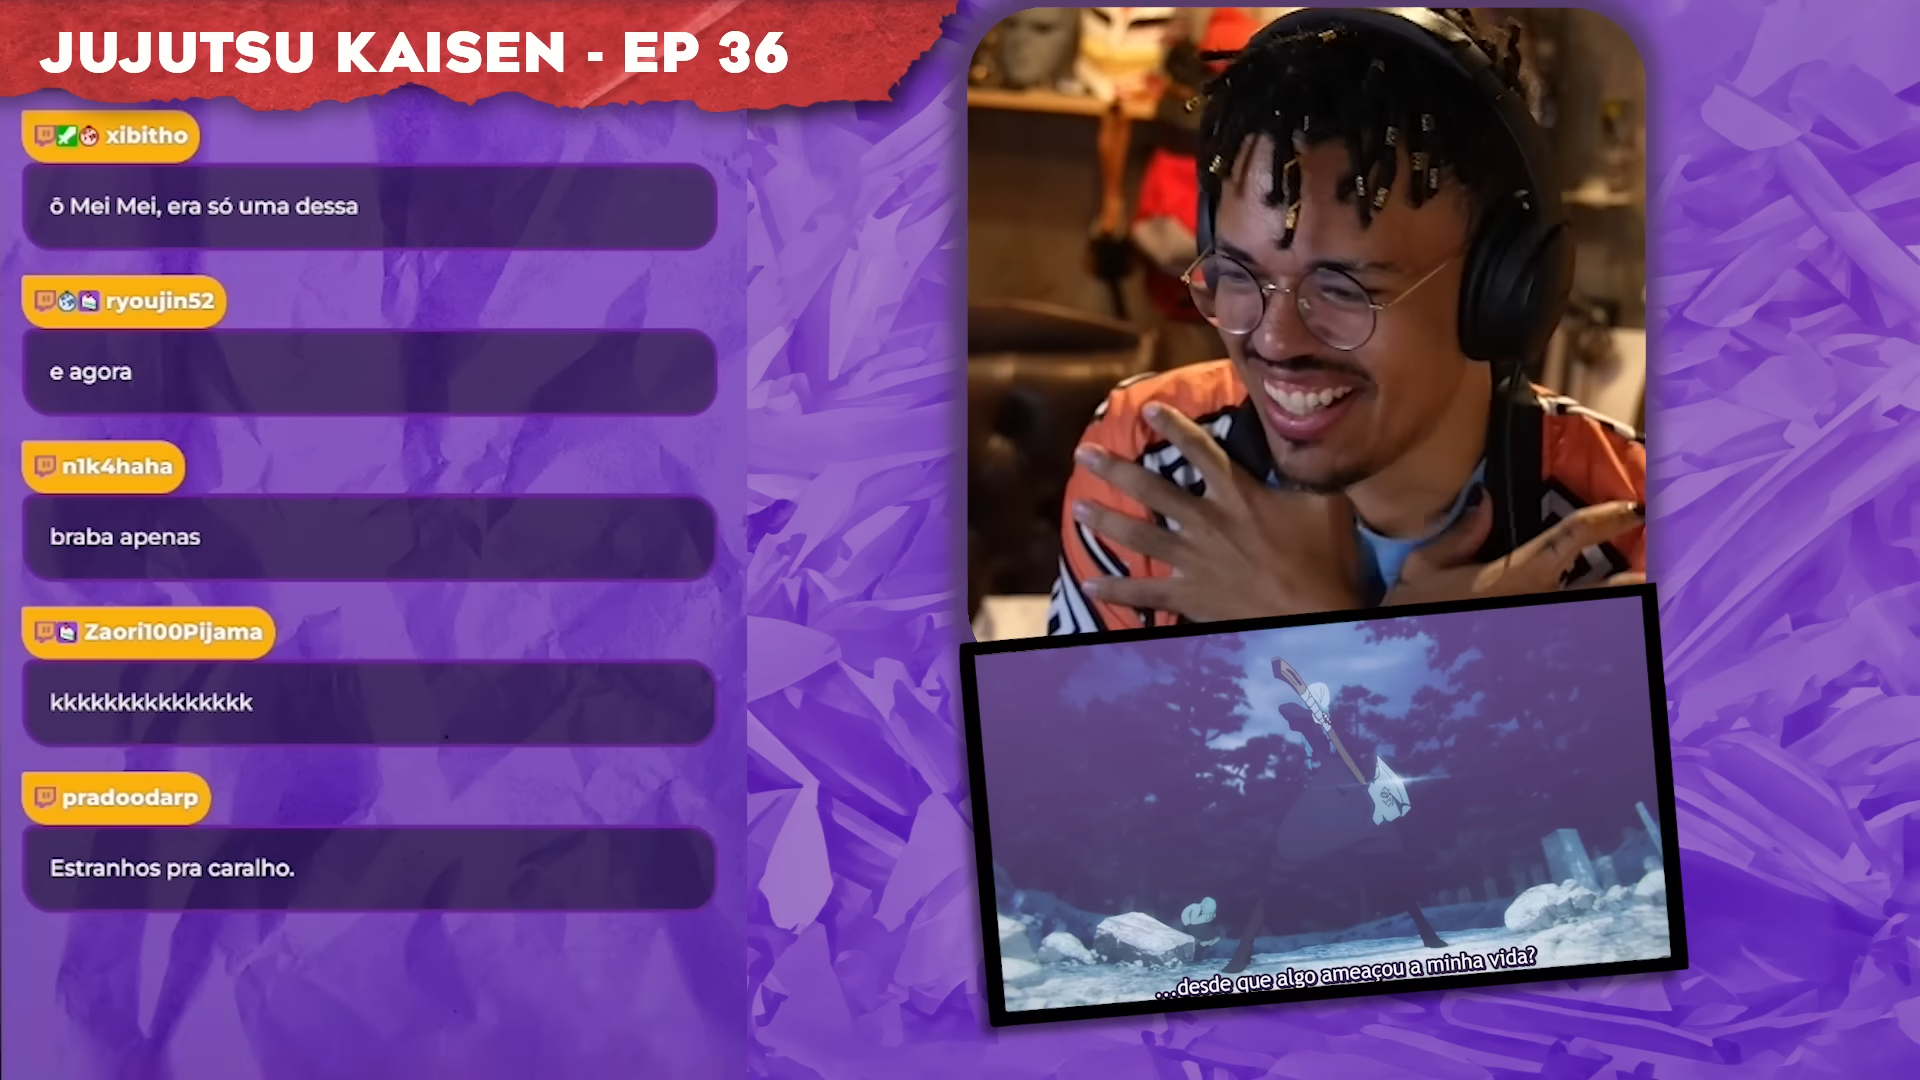 JUJUTSU KAISEN - EP 36
xibitho
ô Mei Mei, era só uma dessa
ryoujin52
e agora
n1k4haha
braba apenas
Zaori100Pijama
kkkkkkkkkkkkkkk
pradoodarp
Estranhos pra caralho.
...desde que algo ameaçou a minha vida?